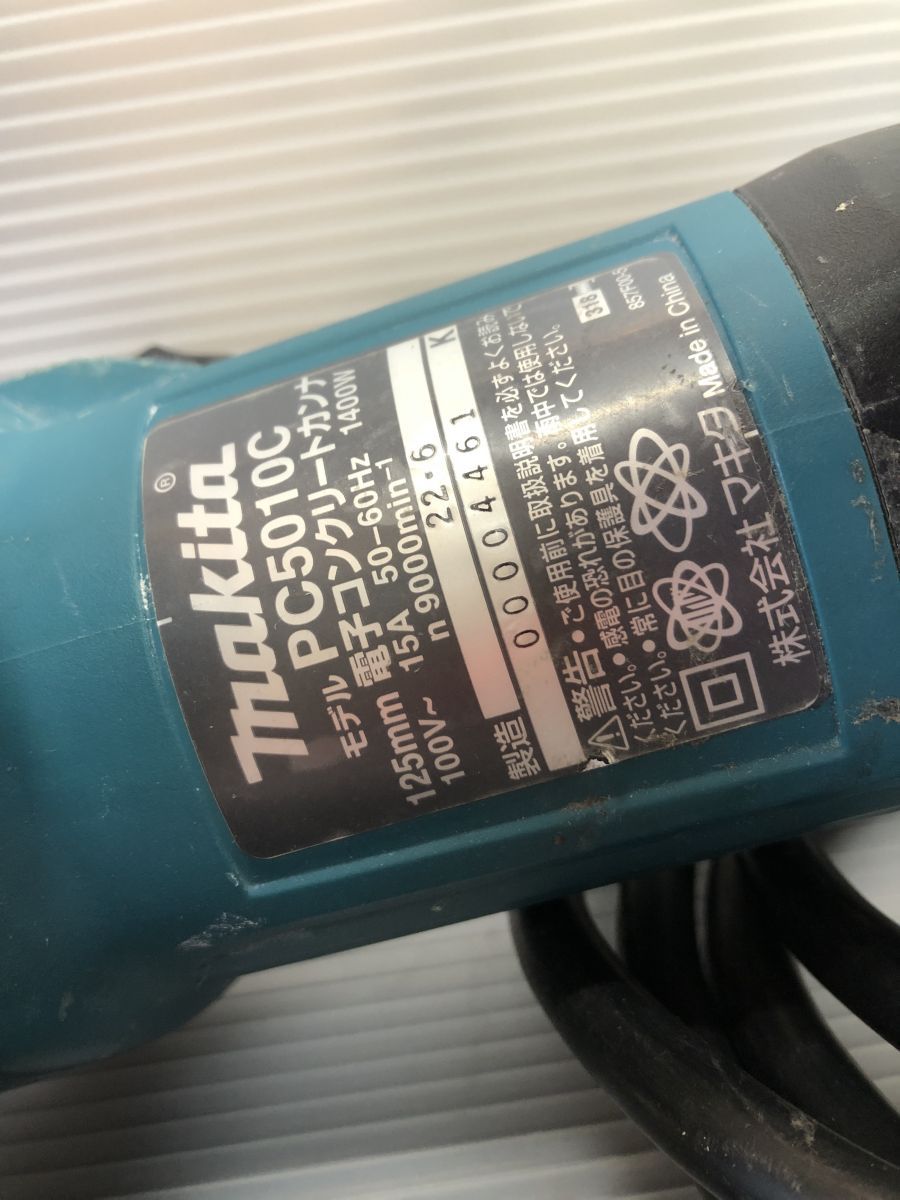 makita®
モデル PC5010C
電子コンクリートカンナ
125mm 15A 50-60Hz 1400W
100V～ n 9000min-1
製造 22.6
0004461 K
⚠警告・ご使用前に取扱説明書を必ずよくお読み
ください。・感電の恐れがあります。雨中では使用しないで
ください。・常に目の保護具を着用してください。
318
857F00-5
株式会社マキタ Made in China